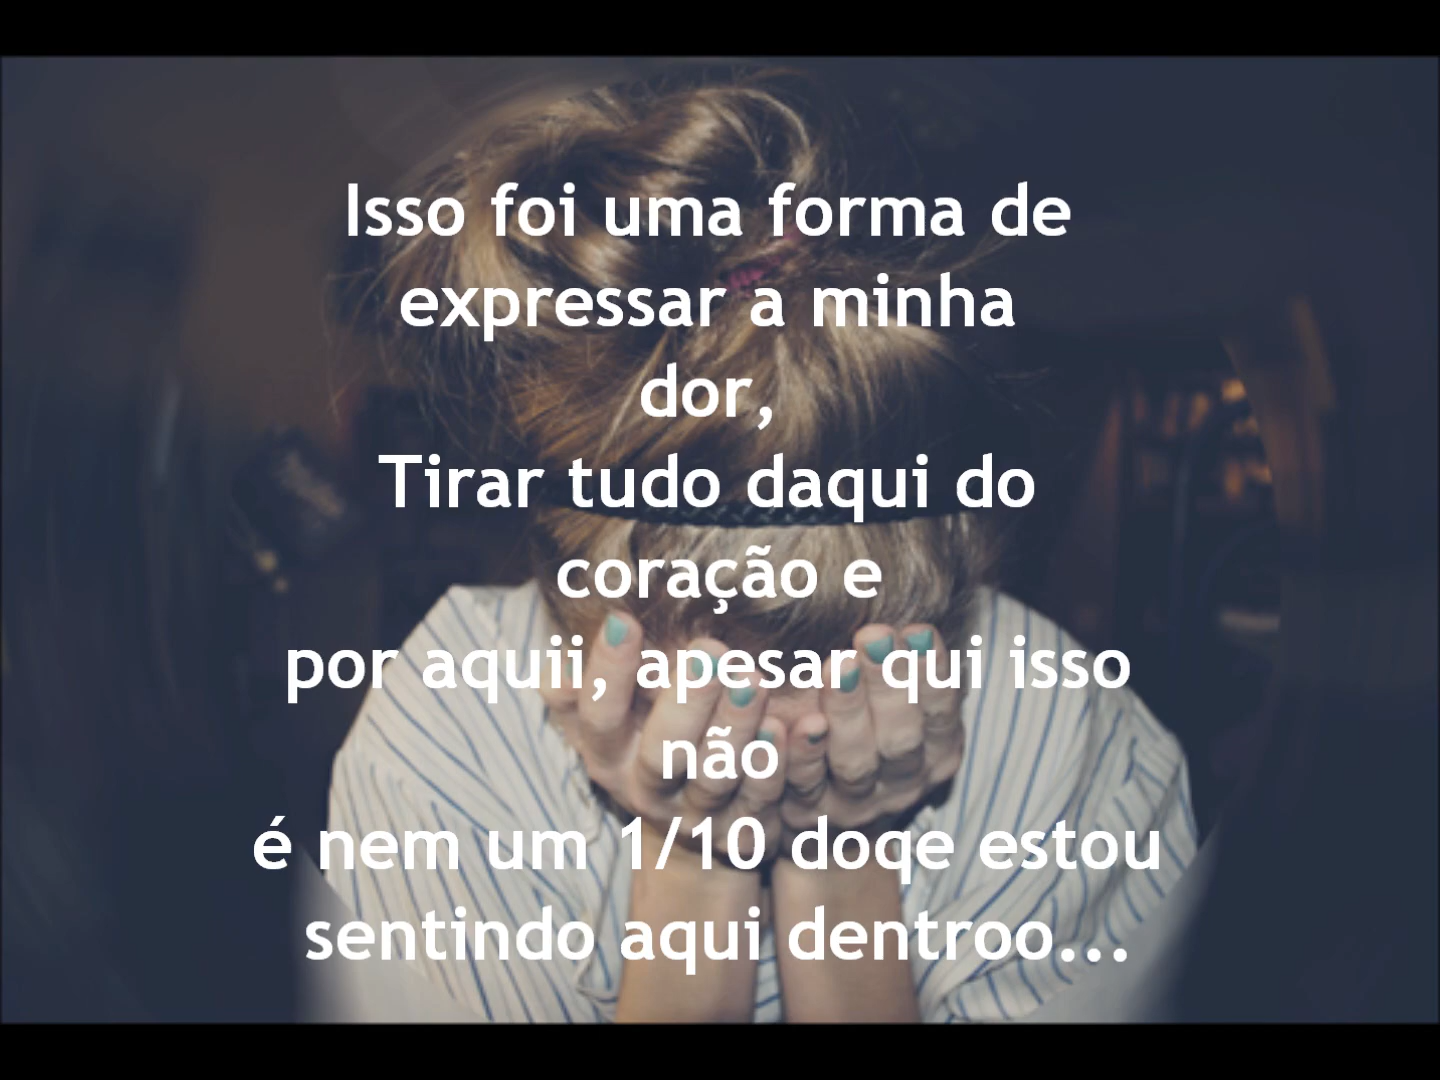 Isso foi uma forma de
expressar a minha
dor,
Tirar tudo daqui do
coração e
por aquii, apesar qui isso
não
é nem um 1/10 doqe estou
sentindo aqui dentroo...